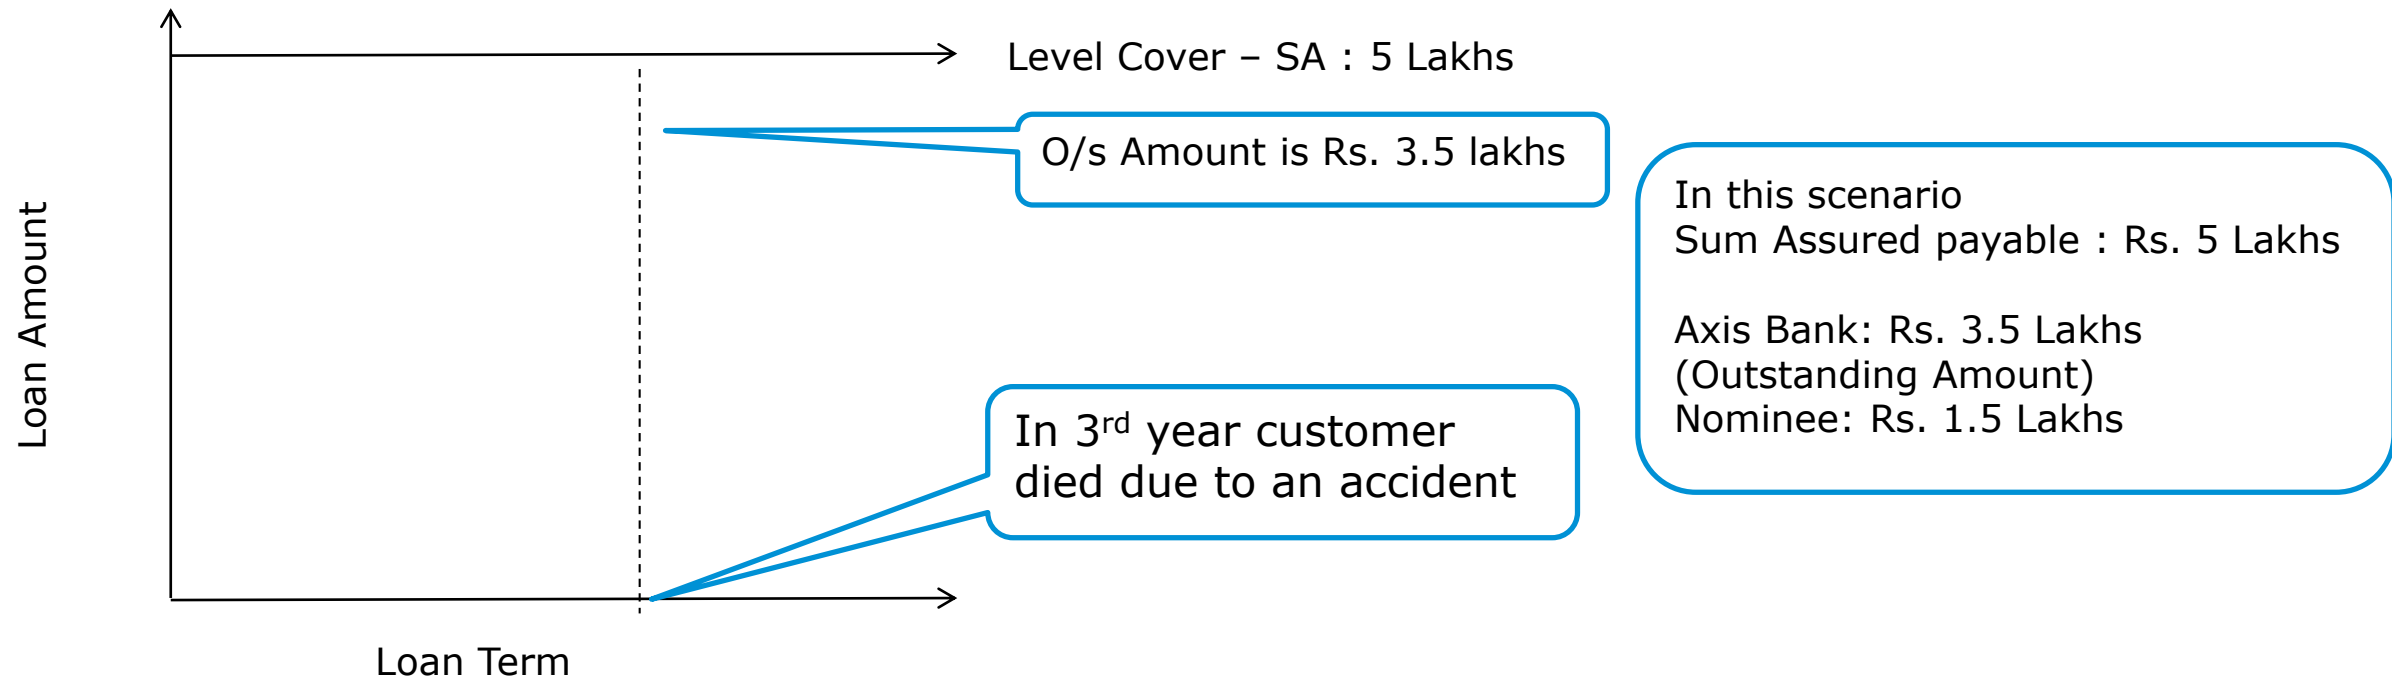 Level Cover – SA : 5 Lakhs
O/s Amount is Rs. 3.5 lakhs
In this scenario
Sum Assured payable : Rs. 5 Lakhs
Axis Bank: Rs. 3.5 Lakhs
(Outstanding Amount)
Nominee: Rs. 1.5 Lakhs
Loan Amount
In 3rd year customer
died due to an accident
Loan Term